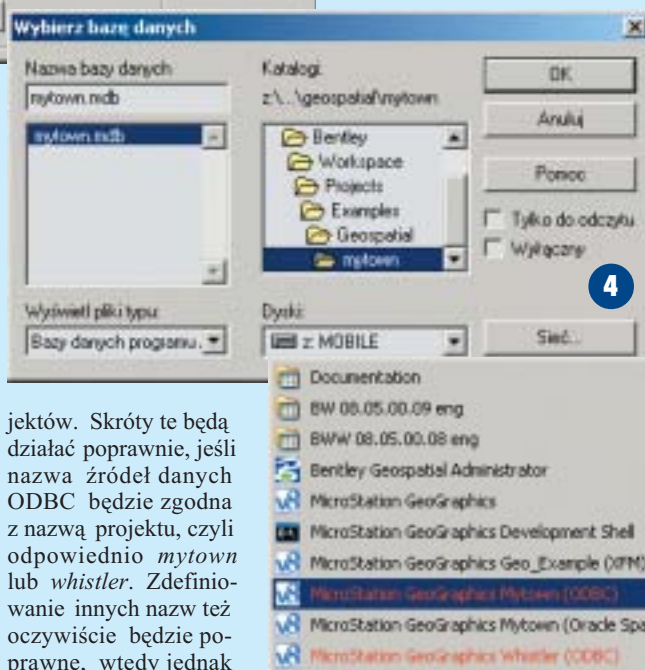 Wybierz bazę danych
Nazwa bazy danych
mytown.mdb
mytown.mdb
Wyświetl pliki typu:
Bazy danych programu.
Katalogi:
z:\...\geospatial\mytown
Bentley
Workspace
Projects
Examples
Geospatial
mytown
Dyski:
z: MOBILE
OK
Anuluj
Pomoc
Tylko do odczytu
Wyłączny
Sieć...
4
jektów. Skróty te będą
działać poprawnie, jeśli
nazwa źródeł danych
ODBC będzie zgodna
z nazwą projektu, czyli
odpowiednio mytown
lub whistler. Zdefinio-
wanie innych nazw też
oczywiście będzie po-
prawne, wtedy jednak
Documentation
BW 08.05.00.09 eng
BWW 08.05.00.08 eng
Bentley Geospatial Administrator
MicroStation GeoGraphics
MicroStation GeoGraphics Development Shell
MicroStation GeoGraphics Geo_Example (XFM)
MicroStation GeoGraphics Mytown (ODBC)
MicroStation GeoGraphics Mytown (Oracle Spa
MicroStation GeoGraphics Whistler (ODBC)